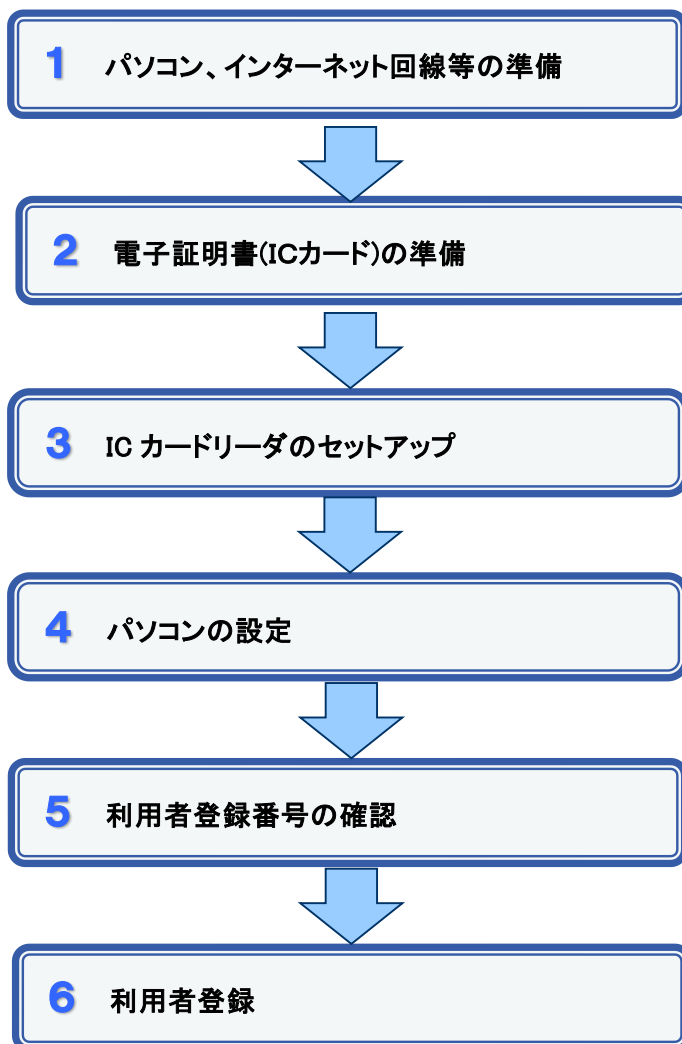 1 パソコン、インターネット回線等の準備
2 電子証明書(ICカード)の準備
3 IC カードリーダのセットアップ
4 パソコンの設定
5 利用者登録番号の確認
6 利用者登録